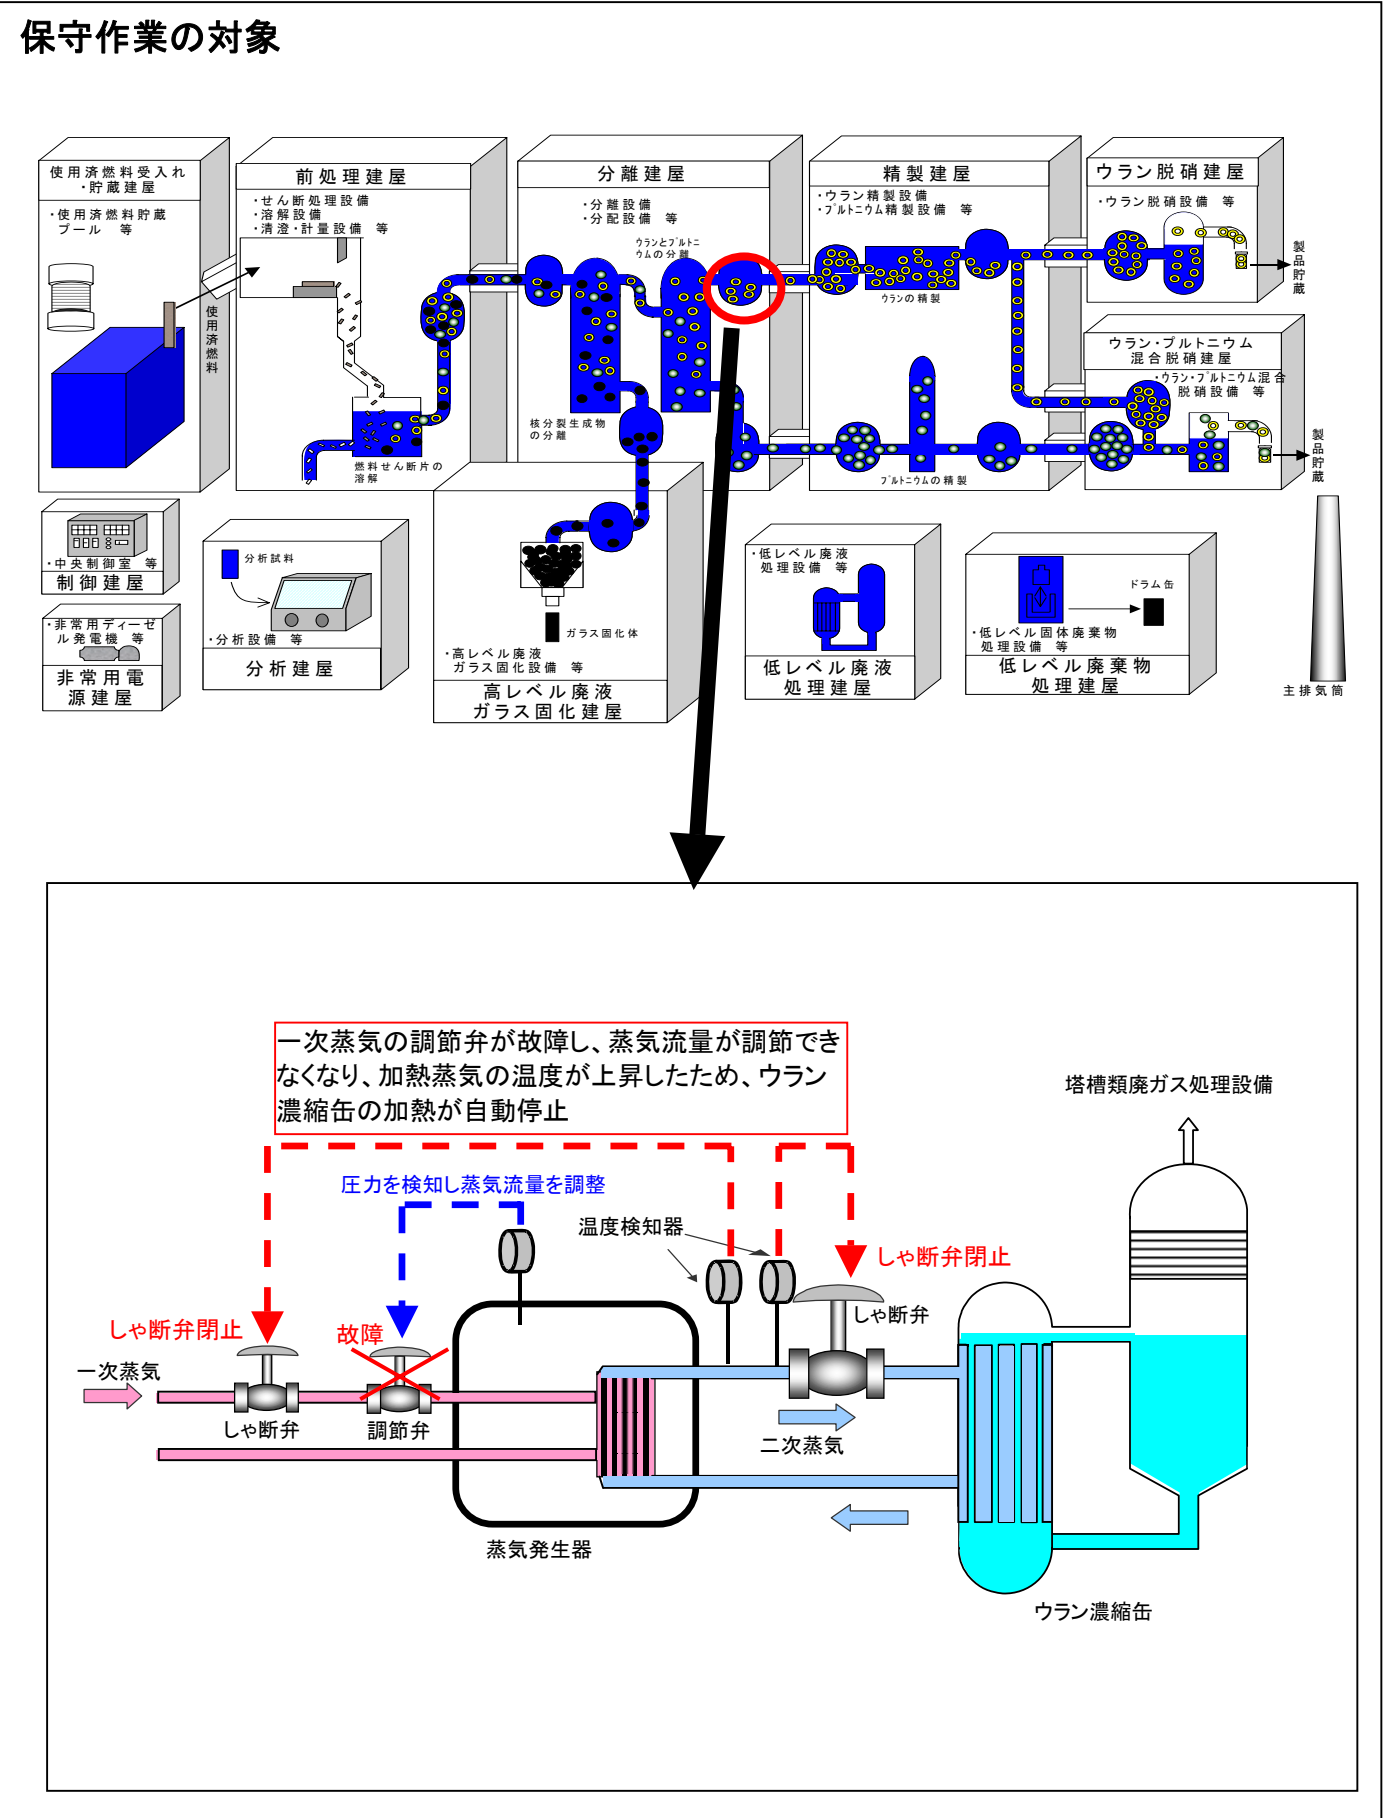 保守作業の対象
使用済燃料受入れ
・貯蔵建屋
・使用済燃料貯蔵
プール 等
使用済燃料
前処理建屋
・せん断処理設備
・溶解設備
・清澄・計量設備 等
燃料せん断片の
溶解
分離建屋
・分離設備
・分配設備 等
ウランとプルトニ
ウムの分離
核分裂生成物
の分離
精製建屋
・ウラン精製設備
・プルトニウム精製設備 等
ウランの精製
プルトニウムの精製
ウラン脱硝建屋
・ウラン脱硝設備 等
製品貯蔵
ウラン・プルトニウム
混合脱硝建屋
・ウラン・プルトニウム混合
脱硝設備 等
製品貯蔵
・中央制御室 等
制御建屋
・非常用ディーゼ
ル発電機 等
非常用電
源建屋
分析試料
・分析設備 等
分析建屋
ガラス固化体
・高レベル廃液
ガラス固化設備 等
高レベル廃液
ガラス固化建屋
・低レベル廃液
処理設備 等
低レベル廃液
処理建屋
ドラム缶
・低レベル固体廃棄物
処理設備 等
低レベル廃棄物
処理建屋
主排気筒
一次蒸気の調節弁が故障し、蒸気流量が調節でき
なくなり、加熱蒸気の温度が上昇したため、ウラン
濃縮缶の加熱が自動停止
塔槽類廃ガス処理設備
圧力を検知し蒸気流量を調整
温度検知器
しゃ断弁閉止
しゃ断弁
しゃ断弁閉止
故障
一次蒸気
しゃ断弁
調節弁
二次蒸気
蒸気発生器
ウラン濃縮缶